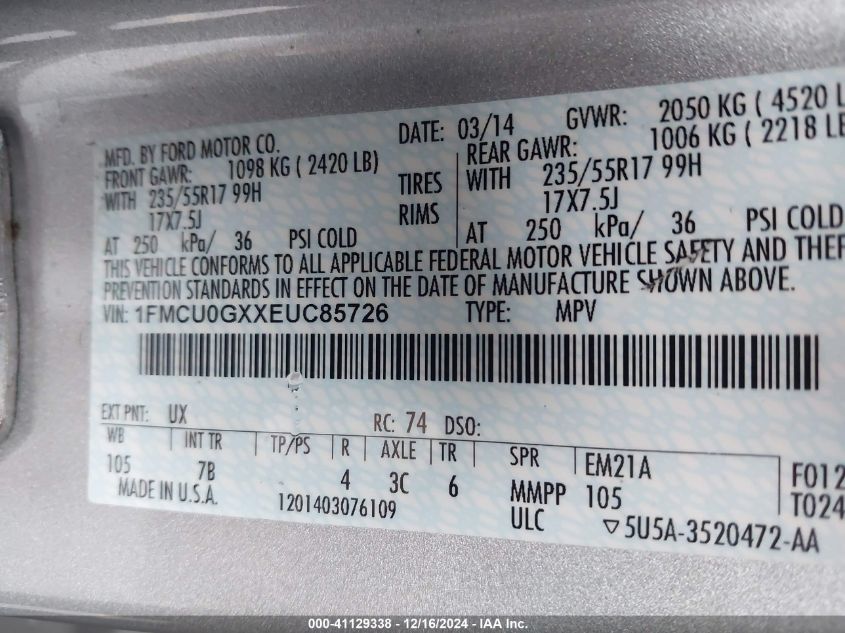 MFD. BY FORD MOTOR CO. DATE: 03/14 GVWR: 2050 KG ( 4520 L
FRONT GAWR: 1098 KG ( 2420 LB) REAR GAWR: 1006 KG ( 2218 LB
WITH 235/55R17 99H TIRES WITH 235/55R17 99H
17X7.5J RIMS 17X7.5J
AT 250 kPa/ 36 PSI COLD AT 250 kPa/ 36 PSI COLD
THIS VEHICLE CONFORMS TO ALL APPLICABLE FEDERAL MOTOR VEHICLE SAFETY AND THEF
PREVENTION STANDARDS IN EFFECT ON THE DATE OF MANUFACTURE SHOWN ABOVE.
VIN: 1FMCU0GXXEUC85726 TYPE: MPV
EXT PNT: UX RC: 74 DSO:
WB INT TR TP/PS R AXLE TR SPR EM21A F012
105 7B 4 3C 6 MMPP 105 T024
MADE IN U.S.A. 1201403076109 ULC ▽5U5A-3520472-AA
000-41129338 - 12/16/2024 - IAA Inc.